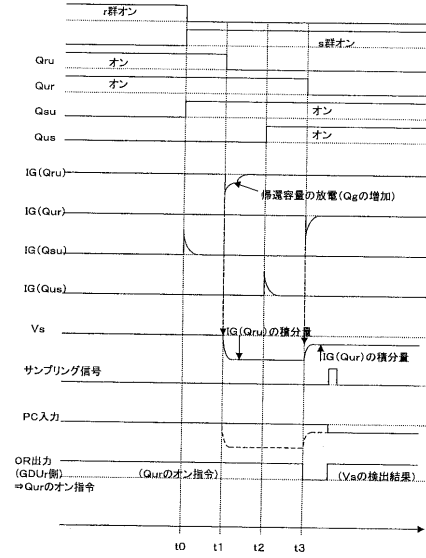 r群オン
s群オン
Qru オン
Qur オン
Qsu オン
Qus オン
IG(Qru)
帰還容量の放電(Qgの増加)
IG(Qur)
IG(Qsu)
IG(Qus)
Vs IG(Qru)の積分量
IG(Qur)の積分量
サンプリング信号
PC入力
OR出力
(GDUr側) (Qurのオン指令) (Vsの検出結果)
⇒Qurのオン指令
t0 t1 t2 t3